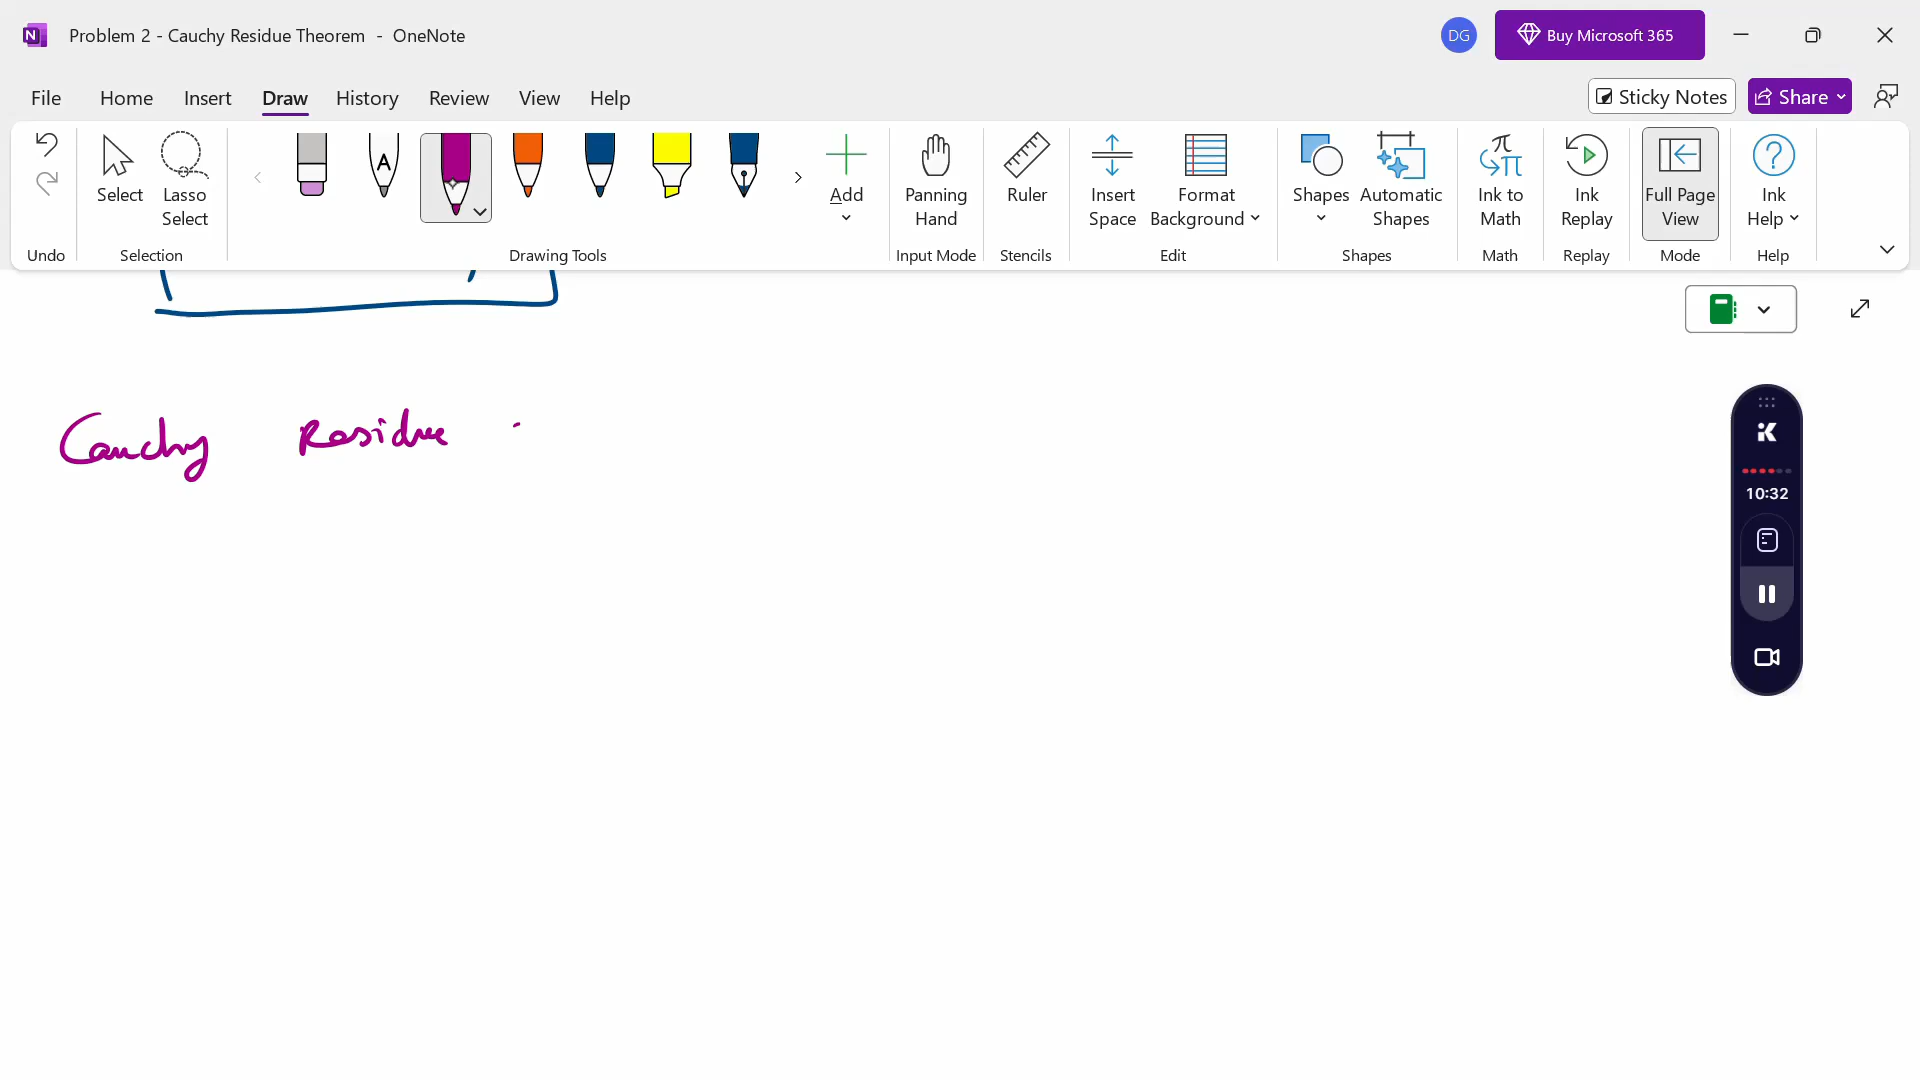 Problem 2 - Cauchy Residue Theorem - OneNote
DG
Buy Microsoft 365
File Home Insert Draw History Review View Help
Sticky Notes
Share
A
Select
Lasso Select
Add
Panning Hand
Ruler
Insert Space
Format Background
Shapes
Automatic Shapes
Ink to Math
Ink Replay
Full Page View
Ink Help
Undo Selection Drawing Tools Input Mode Stencils Edit Shapes Math Replay Mode Help
Cauchy Residue
10:32